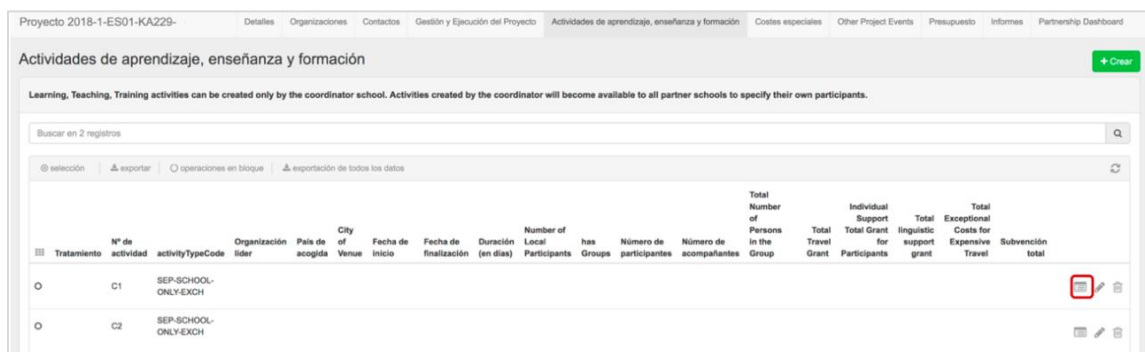 Proyecto 2018-1-ES01-KA229-
Detalles
Organizaciones
Contactos
Gestión y Ejecución del Proyecto
Actividades de aprendizaje, enseñanza y formación
Costes especiales
Other Project Events
Presupuesto
Informes
Partnership Dashboard
Actividades de aprendizaje, enseñanza y formación
+ Crear
Learning, Teaching, Training activities can be created only by the coordinator school. Activities created by the coordinator will become available to all partner schools to specify their own participants.
Buscar en 2 registros
selección
exportar
operaciones en bloque
exportación de todos los datos
Tratamiento
Nº de
actividad
activityTypeCode
Organización
líder
País de
acogida
City
of
Venue
Fecha de
inicio
Fecha de
finalización
Duración
(en días)
Number of
Local
Participants
has
Groups
Número de
participantes
Número de
acompañantes
Total
Number
of
Persons
in the
Group
Total
Travel
Grant
Individual
Support
Total Grant
for
Participants
Total
linguistic
support
grant
Total
Exceptional
Costs for
Expensive
Travel
Subvención
total
C1
SEP-SCHOOL-
ONLY-EXCH
C2
SEP-SCHOOL-
ONLY-EXCH